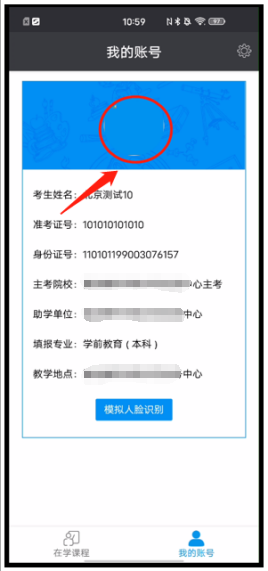 10:59
97
我的账号
考生姓名：北京测试10
准考证号：101010101010
身份证号：110101199003076157
主考院校：中心主考
助学单位：中心
填报专业：学前教育（本科）
教学地点：中心
模拟人脸识别
在学课程
我的账号